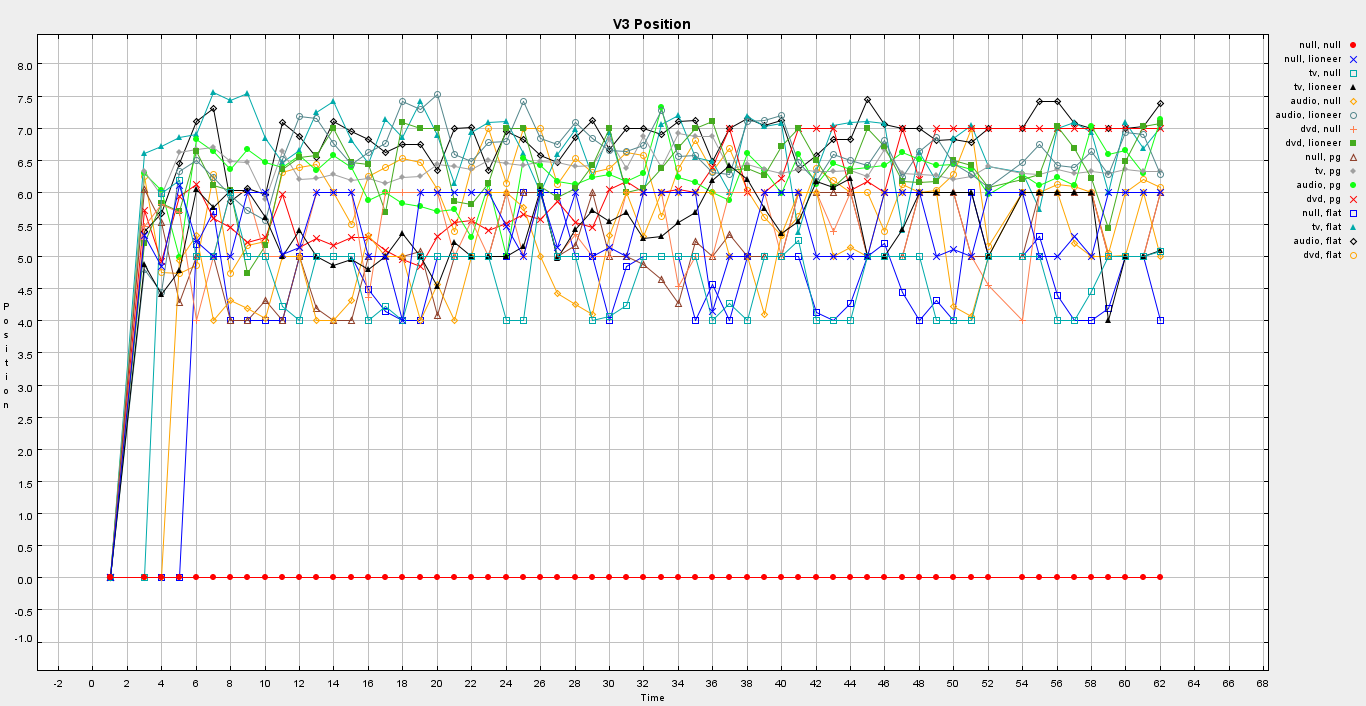 V3 Position
null, null
null, lioneer
tv, null
tv, lioneer
audio, null
audio, lioneer
dvd, null
dvd, lioneer
null, pg
tv, pg
audio, pg
dvd, pg
null, flat
tv, flat
audio, flat
dvd, flat
8.0
7.5
7.0
6.5
6.0
5.5
5.0
4.5
4.0
3.5
3.0
2.5
2.0
1.5
1.0
0.5
0.0
-0.5
-1.0
Position
-2 0 2 4 6 8 10 12 14 16 18 20 22 24 26 28 30 32 34 36 38 40 42 44 46 48 50 52 54 56 58 60 62 64 66 68
Time